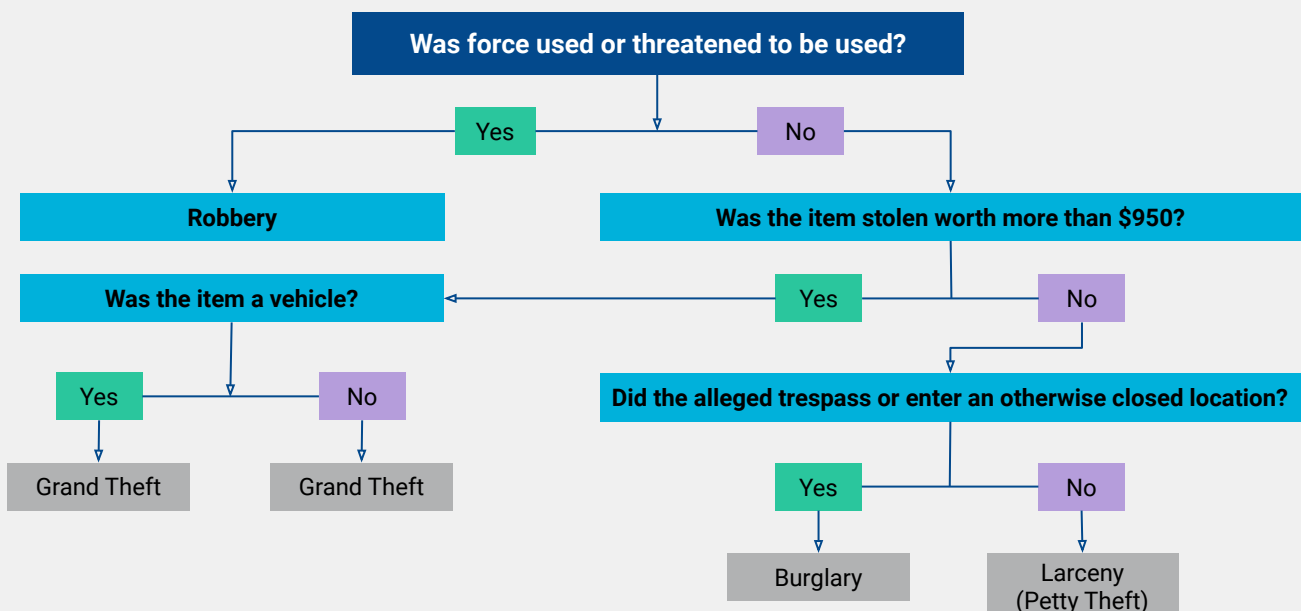 Was force used or threatened to be used?
Yes
No
Robbery
Was the item stolen worth more than $950?
Was the item a vehicle?
Yes
No
Yes
No
Did the alleged trespass or enter an otherwise closed location?
Grand Theft
Grand Theft
Yes
No
Burglary
Larceny
(Petty Theft)